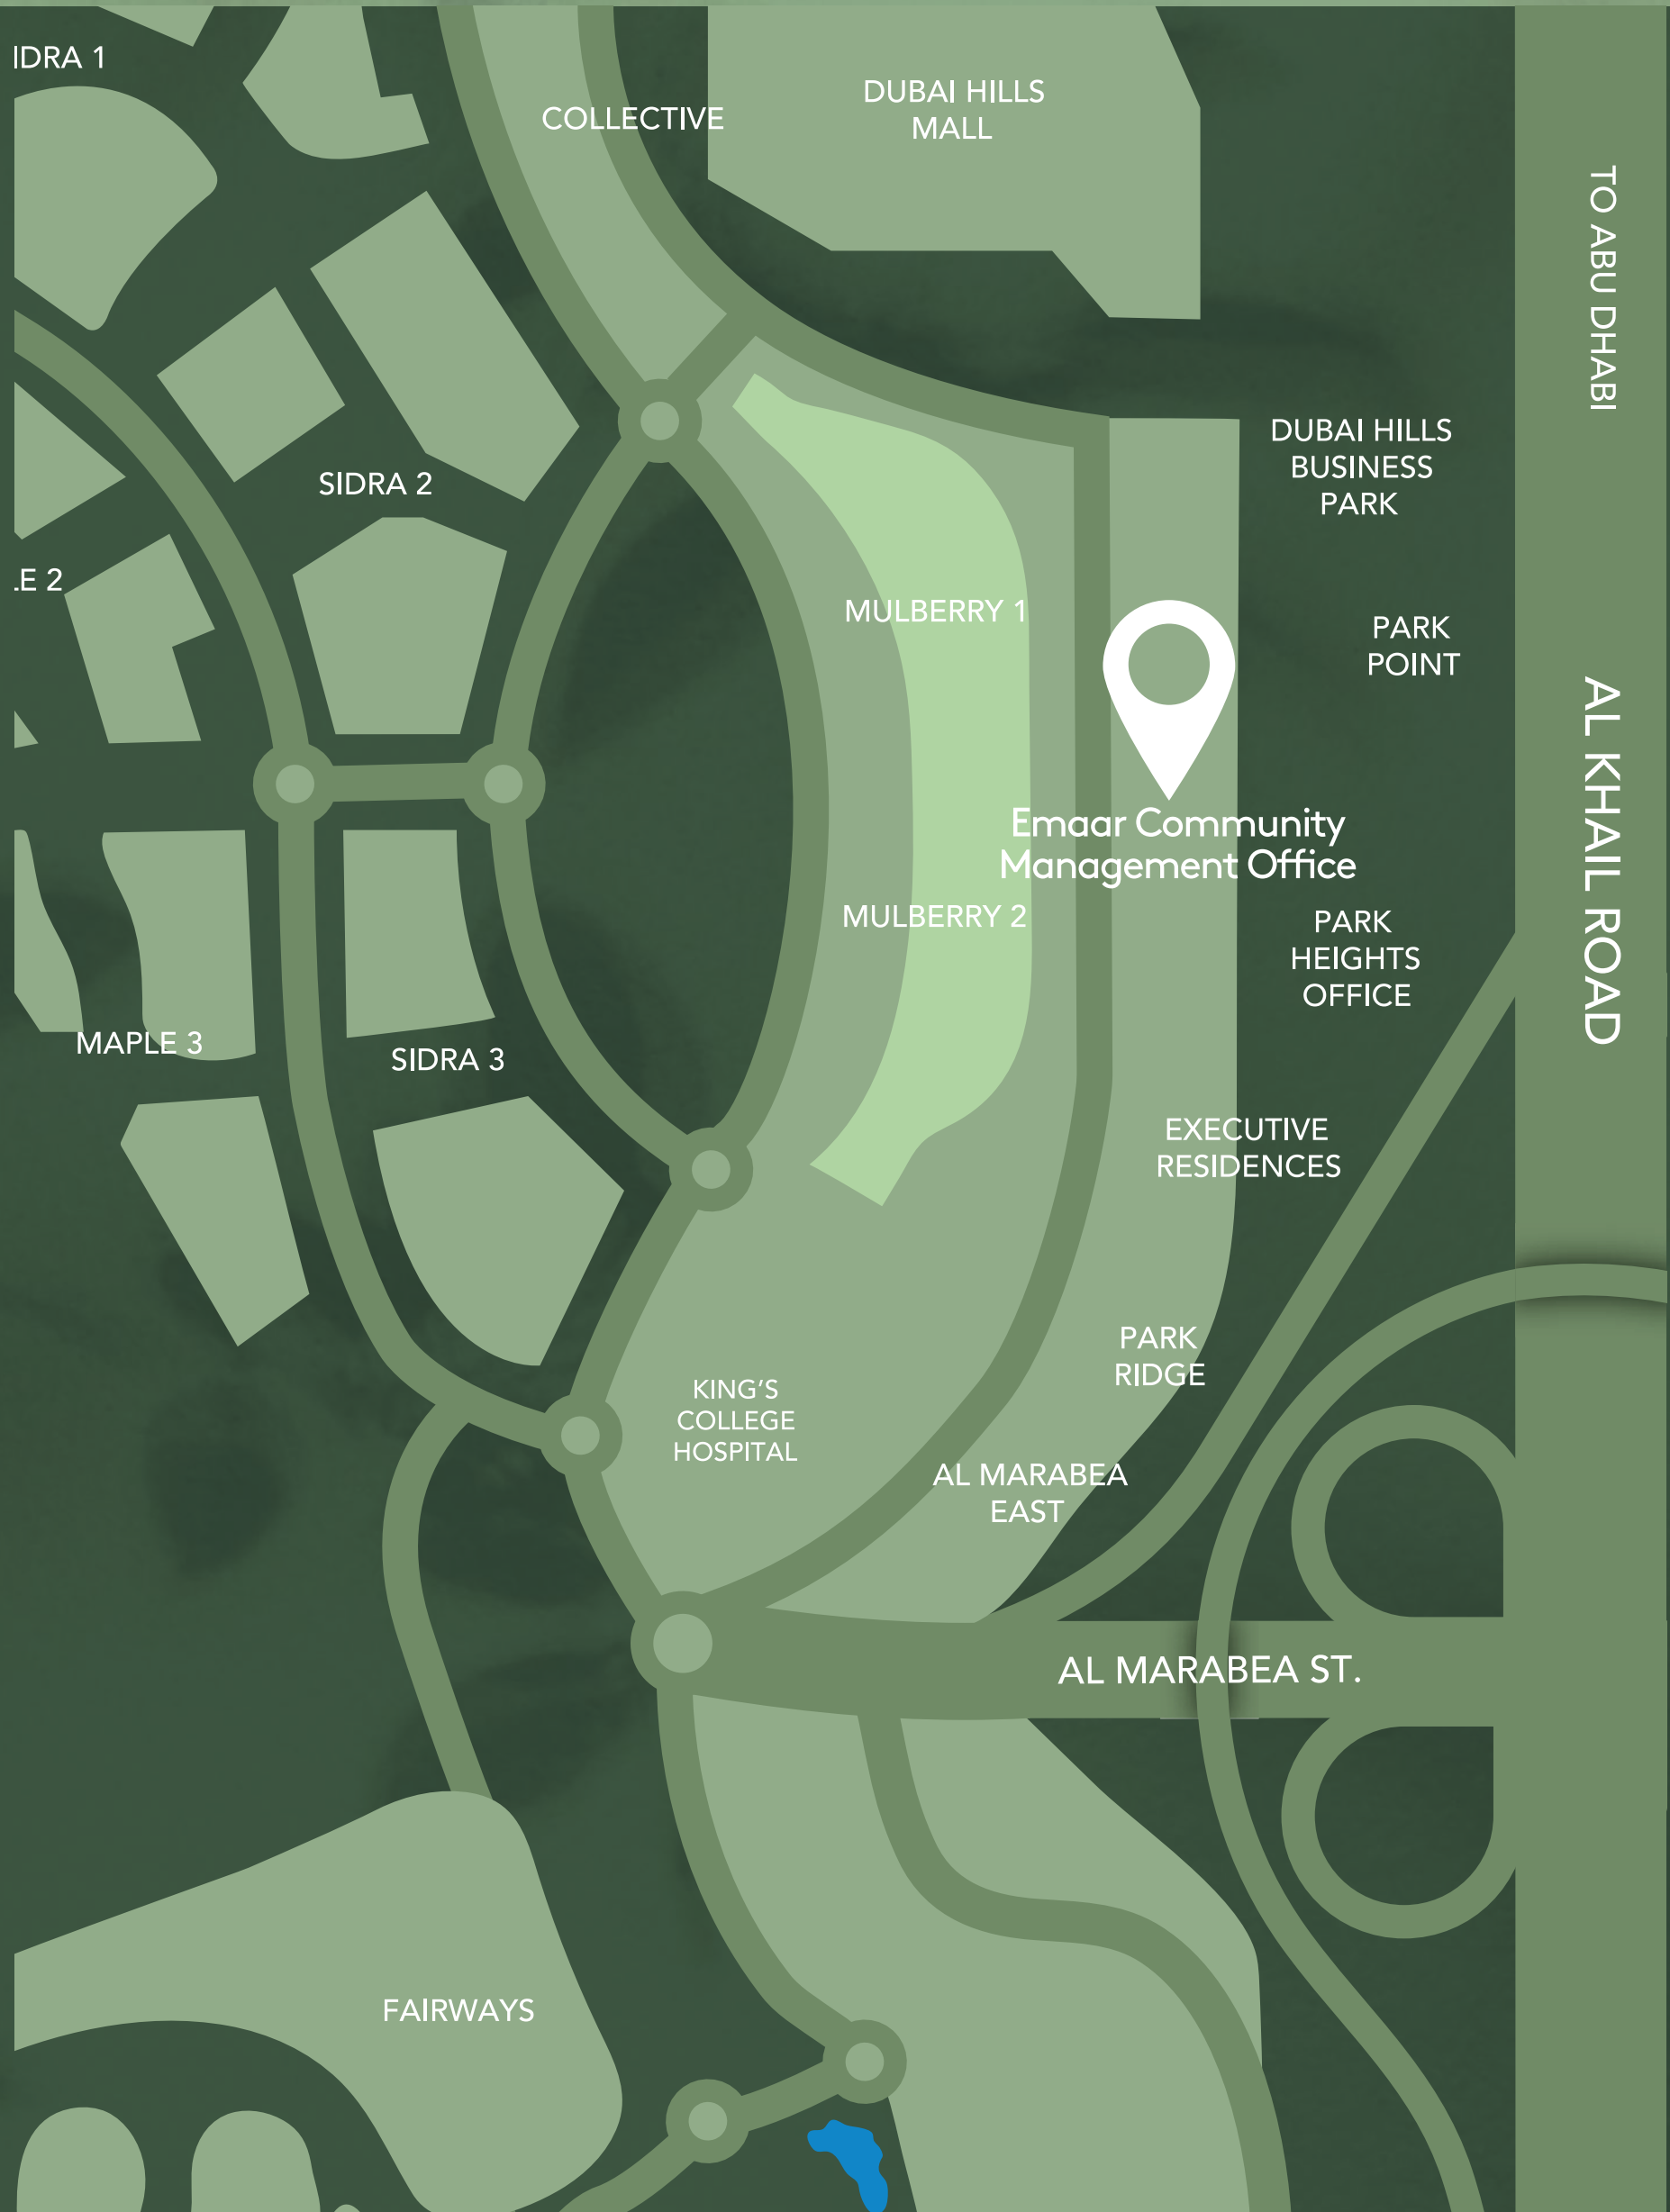 IDRA 1
COLLECTIVE
DUBAI HILLS
MALL
TO ABU DHABI
DUBAI HILLS
BUSINESS
PARK
SIDRA 2
.E 2
MULBERRY 1
PARK
POINT
AL KHAIL ROAD
Emaar Community
Management Office
MULBERRY 2
PARK
HEIGHTS
OFFICE
MAPLE 3
SIDRA 3
EXECUTIVE
RESIDENCES
PARK
RIDGE
KING'S
COLLEGE
HOSPITAL
AL MARABEA
EAST
AL MARABEA ST.
FAIRWAYS